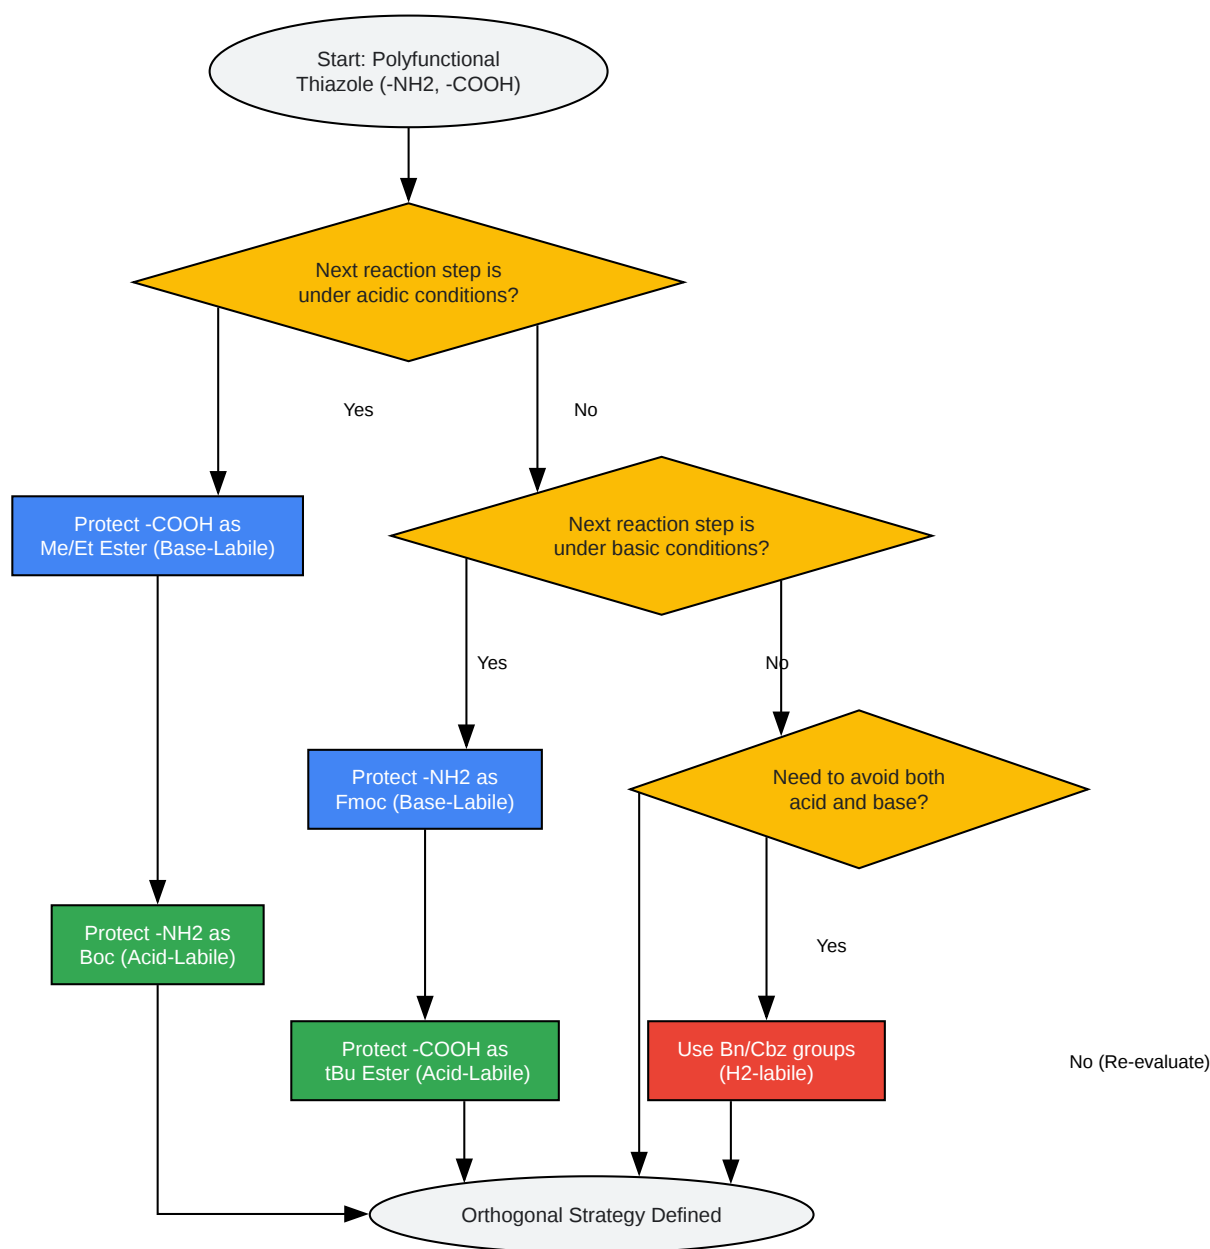 Start: Polyfunctional
Thiazole (-NH2, -COOH)
Next reaction step is
under acidic conditions?
Yes
No
Protect -COOH as
Me/Et Ester (Base-Labile)
Next reaction step is
under basic conditions?
Yes
No
Protect -NH2 as
Fmoc (Base-Labile)
Need to avoid both
acid and base?
Protect -NH2 as
Boc (Acid-Labile)
Yes
Protect -COOH as
tBu Ester (Acid-Labile)
Use Bn/Cbz groups
(H2-labile)
No (Re-evaluate)
Orthogonal Strategy Defined